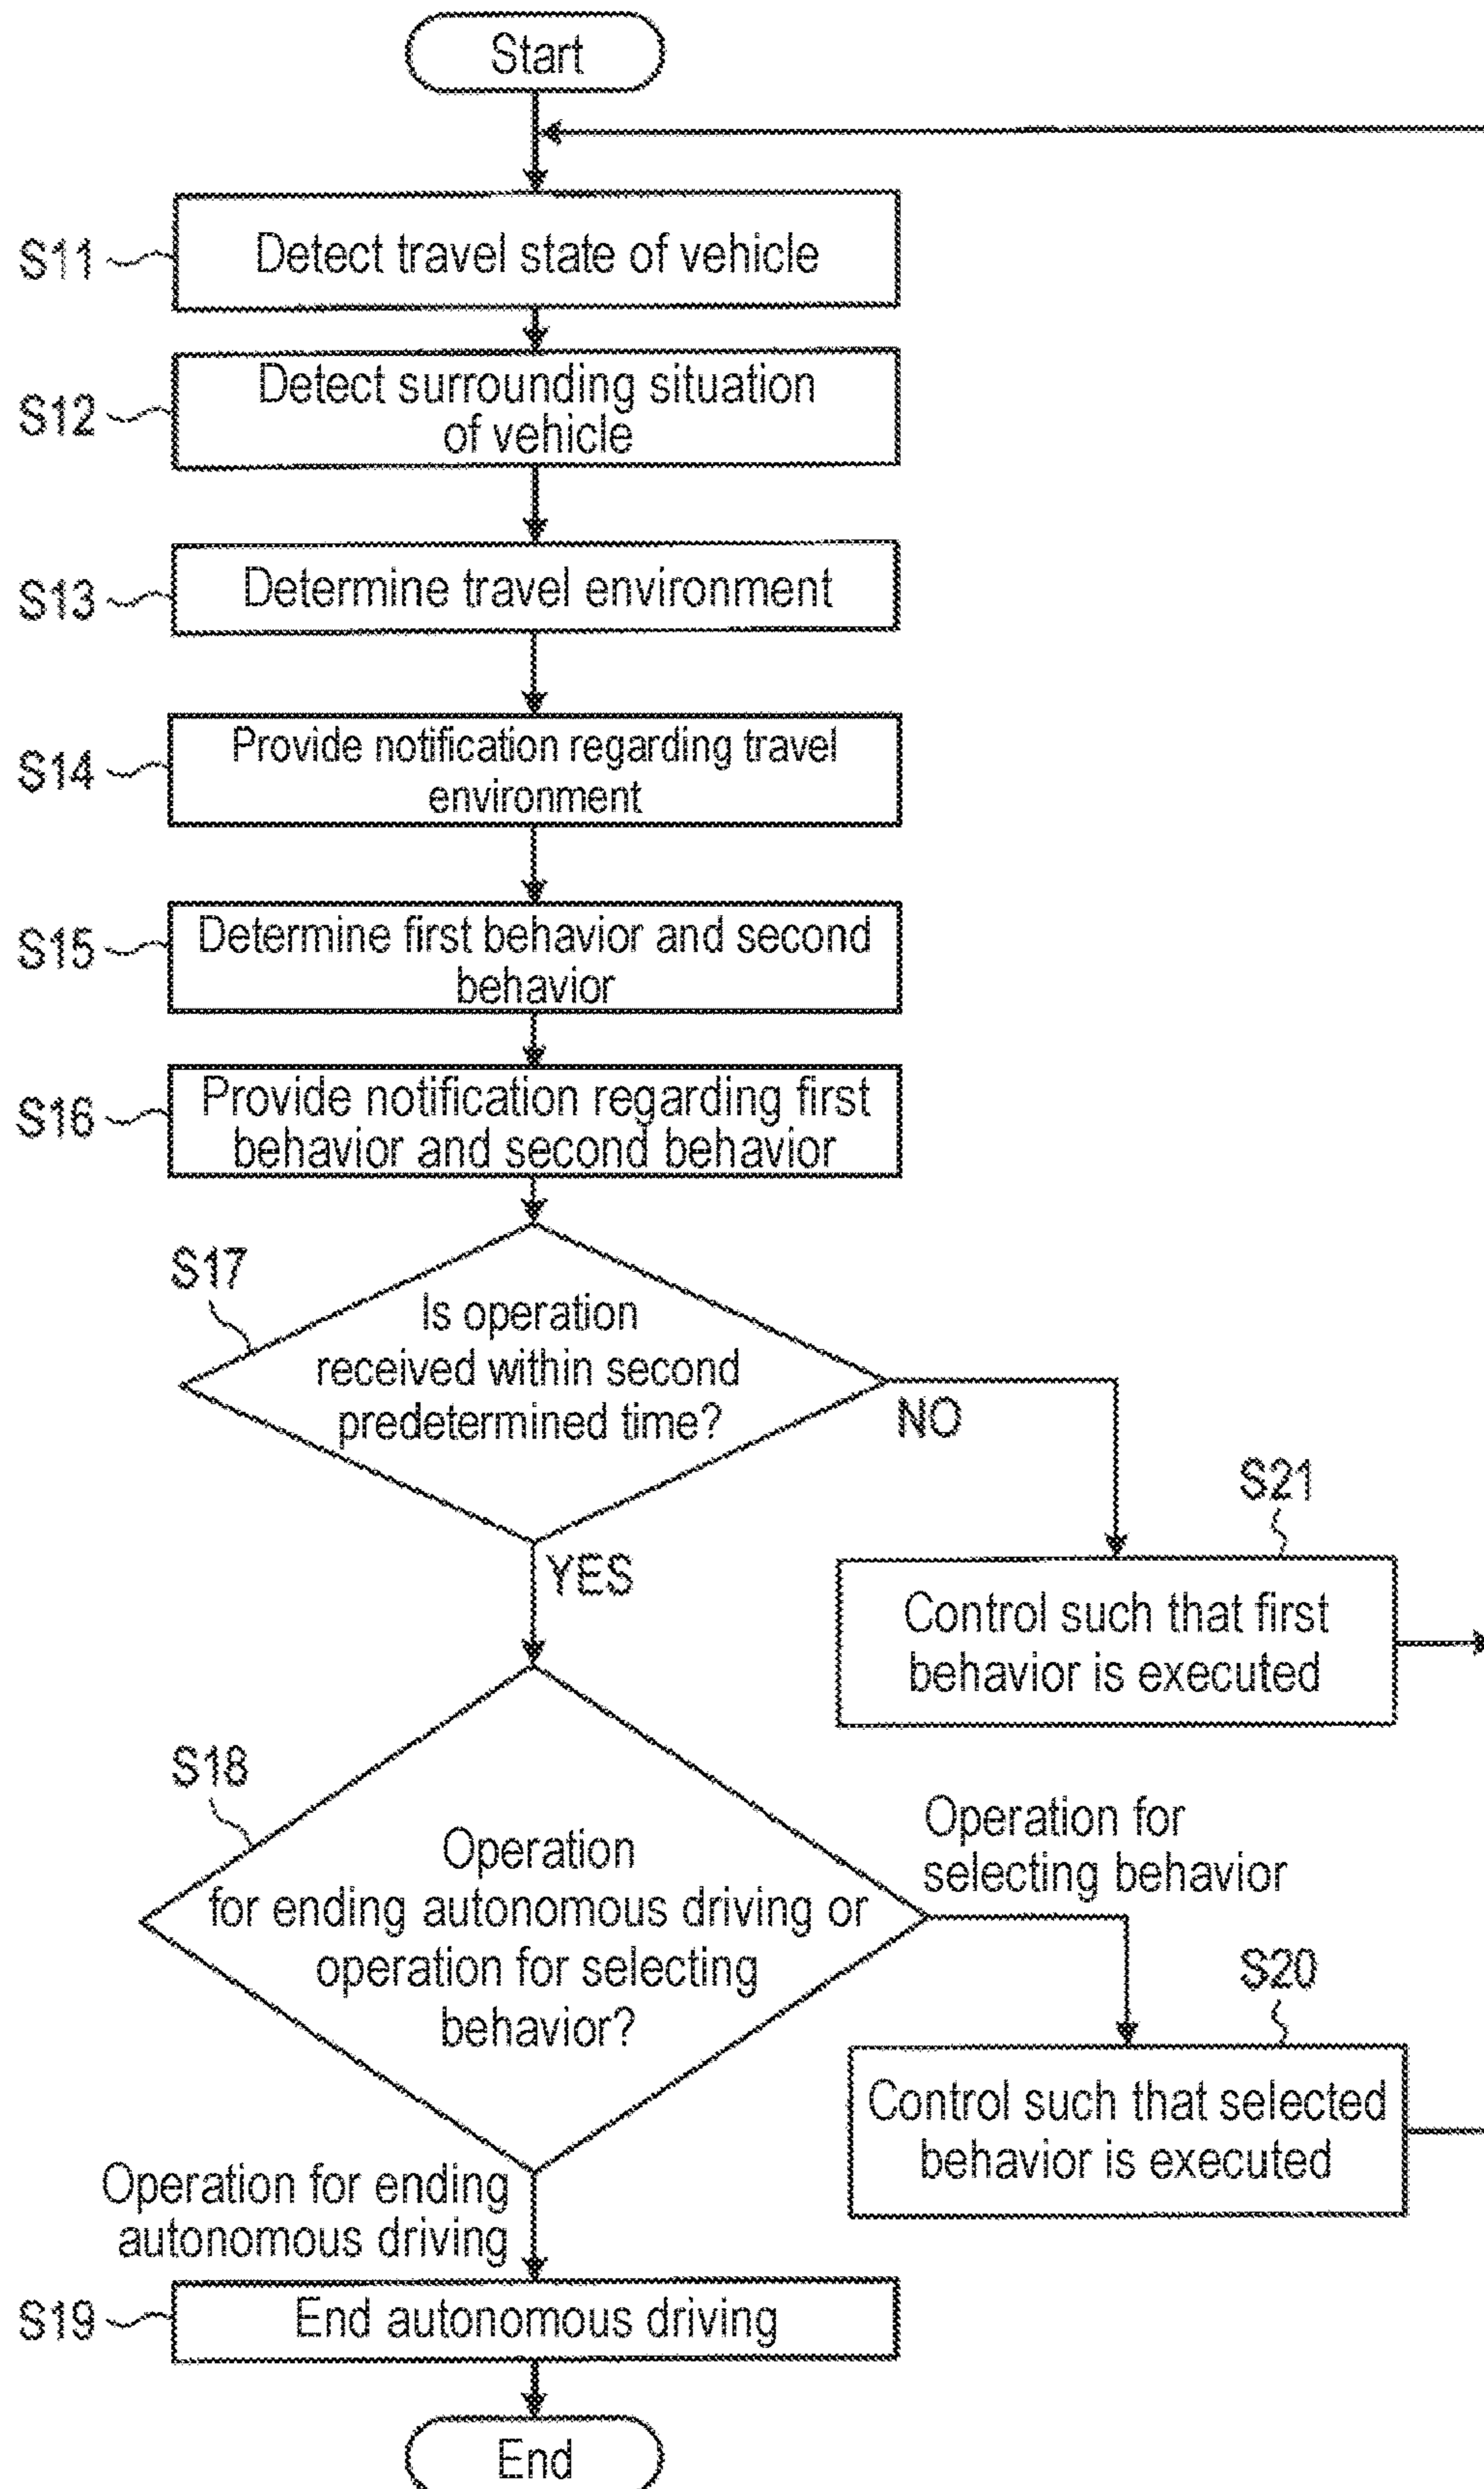 Start
S11
Detect travel state of vehicle
S12
Detect surrounding situation
of vehicle
S13
Determine travel environment
S14
Provide notification regarding travel
environment
S15
Determine first behavior and second
behavior
S16
Provide notification regarding first
behavior and second behavior
S17
Is operation
received within second
predetermined time?
NO
YES
S21
Control such that first
behavior is executed
S18
Operation
for ending autonomous driving or
operation for selecting
behavior?
Operation for
selecting behavior
S20
Control such that selected
behavior is executed
Operation for ending
autonomous driving
S19
End autonomous driving
End